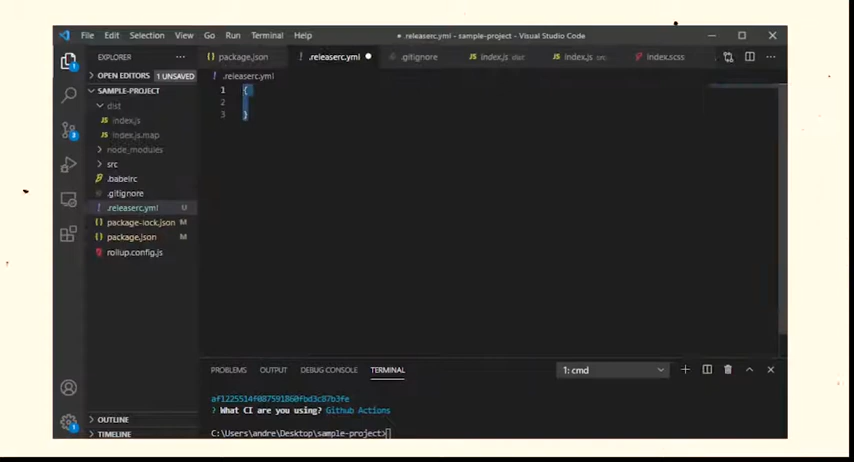 File Edit Selection View Go Run Terminal Help
● .releaserc.yml - sample-project - Visual Studio Code
EXPLORER
OPEN EDITORS 1 UNSAVED
SAMPLE-PROJECT
dist
index.js
index.js.map
node_modules
src
.babelrc
.gitignore
.releaserc.yml U
package-lock.json M
package.json M
rollup.config.js
OUTLINE
TIMELINE
package.json .releaserc.yml .gitignore index.js dist index.js src index.scss
.releaserc.yml
1 {
2
3 }
PROBLEMS OUTPUT DEBUG CONSOLE TERMINAL 1: cmd
af1225514f087591860fbd3c87b3fe
? What CI are you using? Github Actions
C:\Users\andre\Desktop\sample-project>